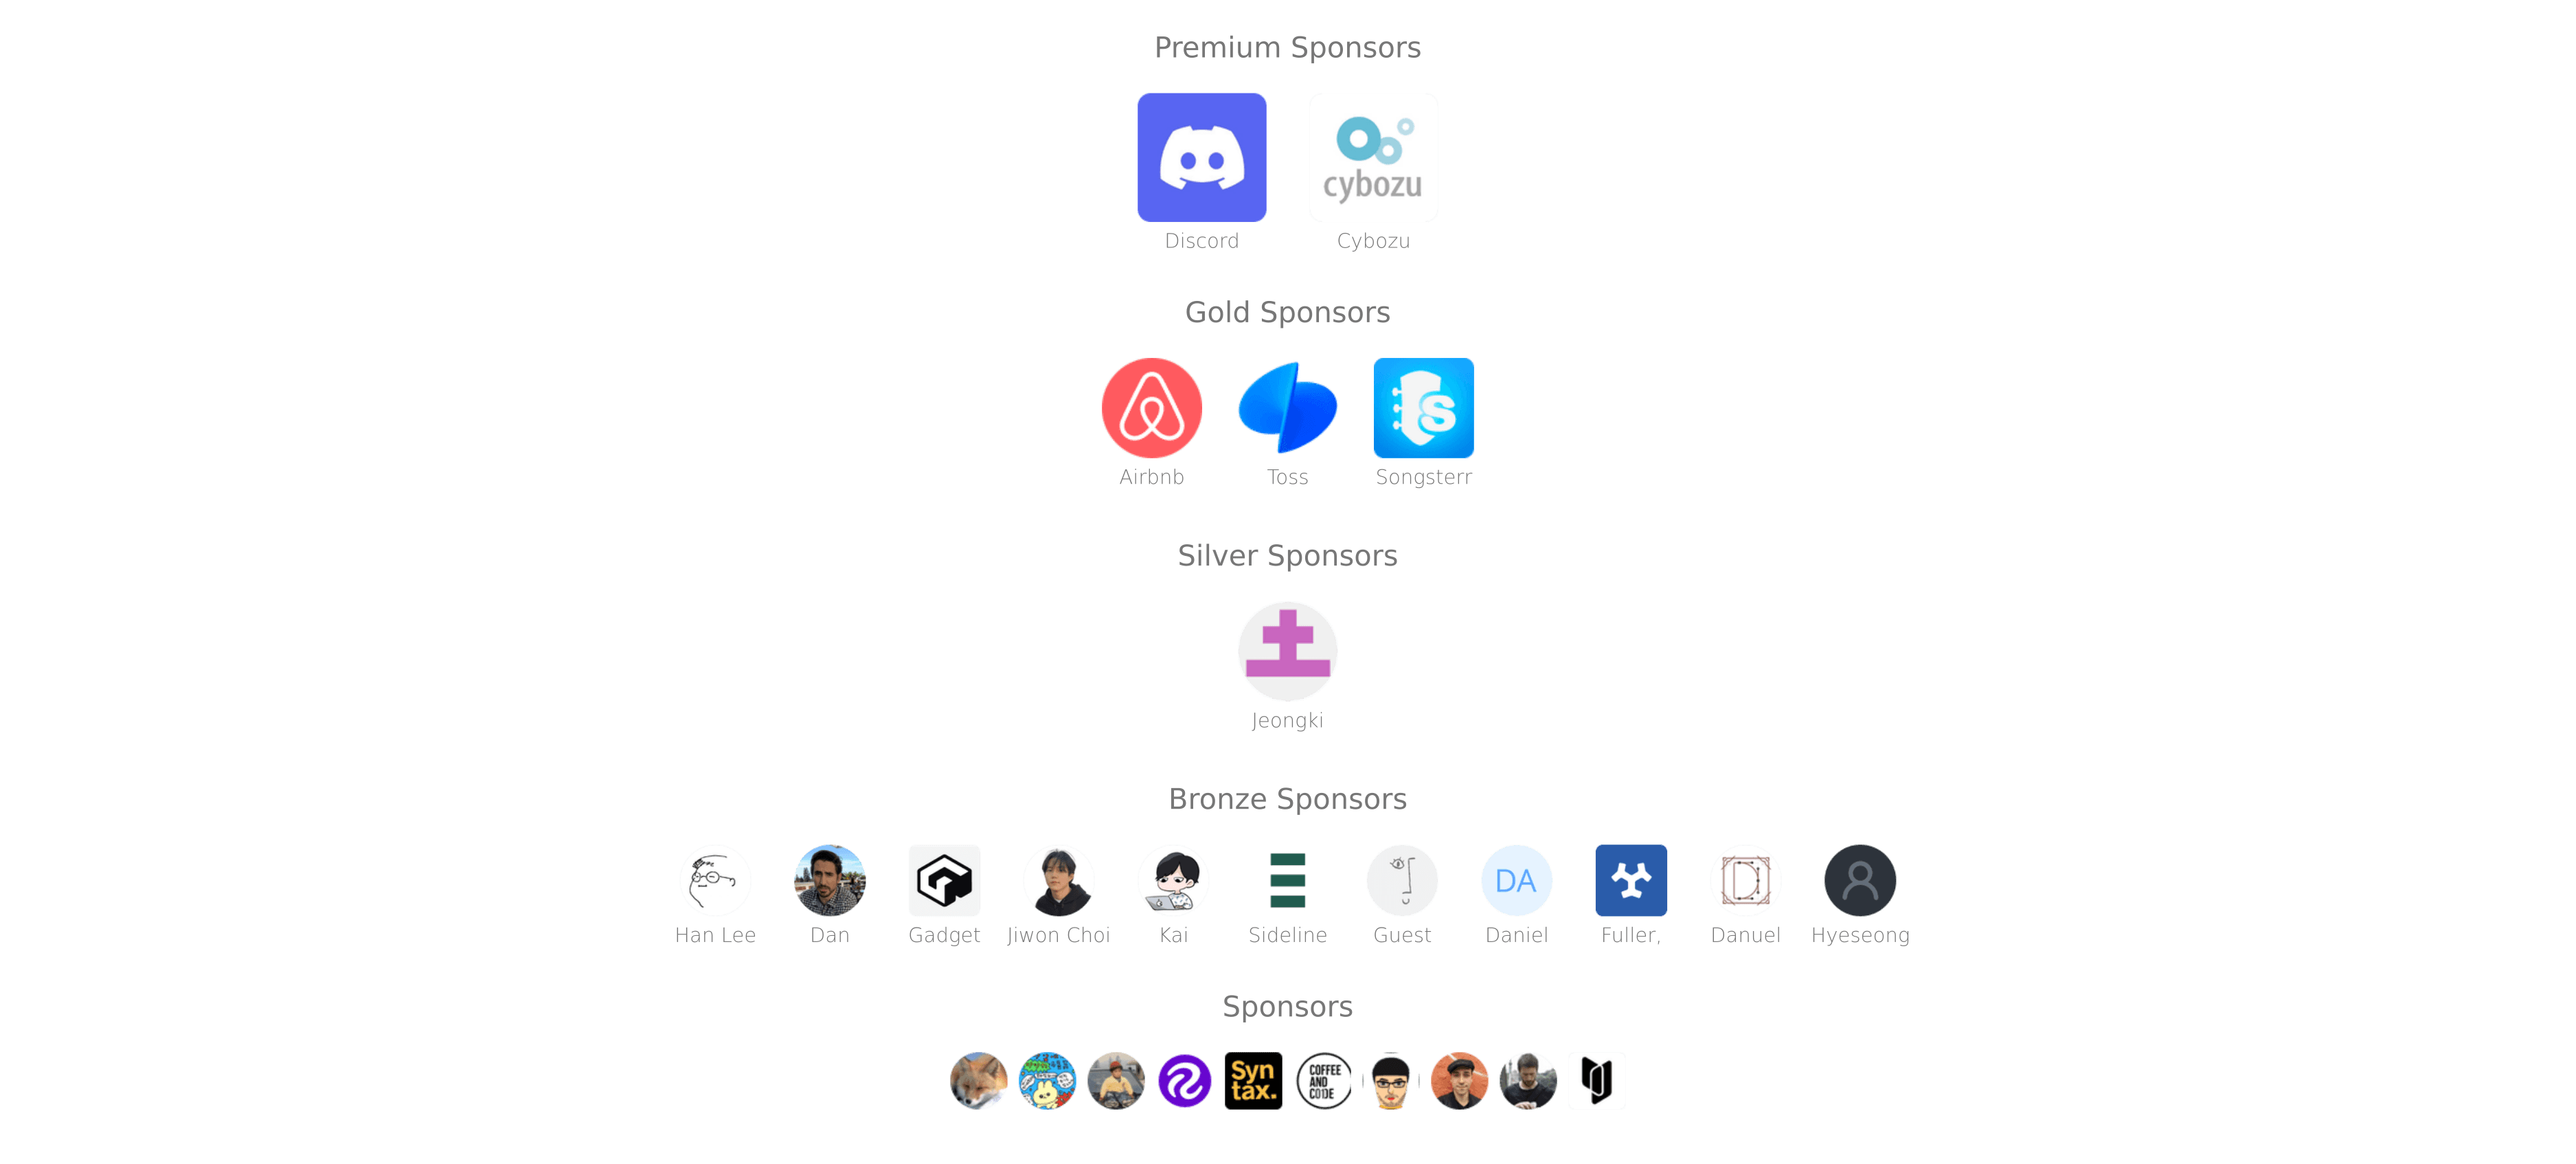 Premium Sponsors
cybozu
Discord Cybozu
Gold Sponsors
S
Airbnb Toss Songsterr
Silver Sponsors
Jeongki
Bronze Sponsors
DA
Han Lee Dan Gadget Jiwon Choi Kai Sideline Guest Daniel Fuller, Danuel Hyeseong
Sponsors
Syn
tax.
COFFEE
AND
CODE